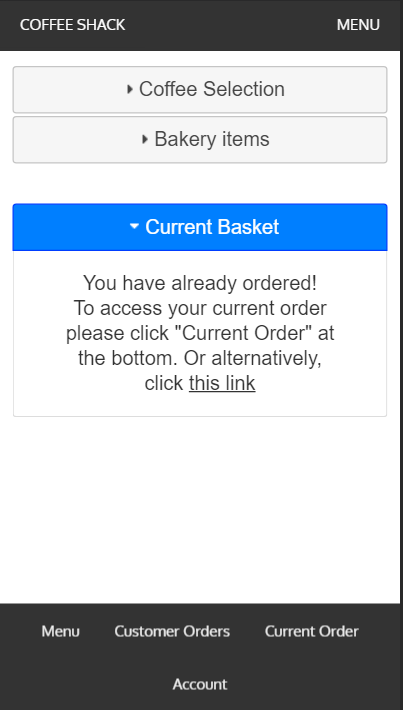 COFFEE SHACK MENU
Coffee Selection
Bakery items
Current Basket
You have already ordered!
To access your current order
please click "Current Order" at
the bottom. Or alternatively,
click this link
Menu Customer Orders Current Order
Account